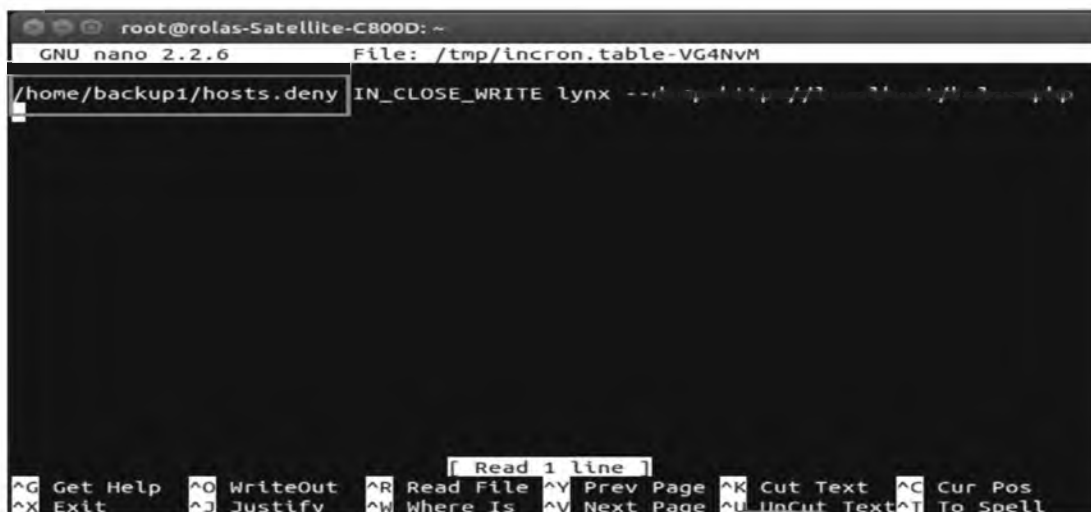 root@rolas-Satellite-C800D: ~
GNU nano 2.2.6 File: /tmp/incron.table-VG4NvM
/home/backup1/hosts.deny IN_CLOSE_WRITE lynx
[ Read 1 line ]
^G Get Help ^O WriteOut ^R Read File ^Y Prev Page ^K Cut Text ^C Cur Pos
^X Exit ^J Justify ^W Where Is ^V Next Page ^U UnCut Text ^T To Spell